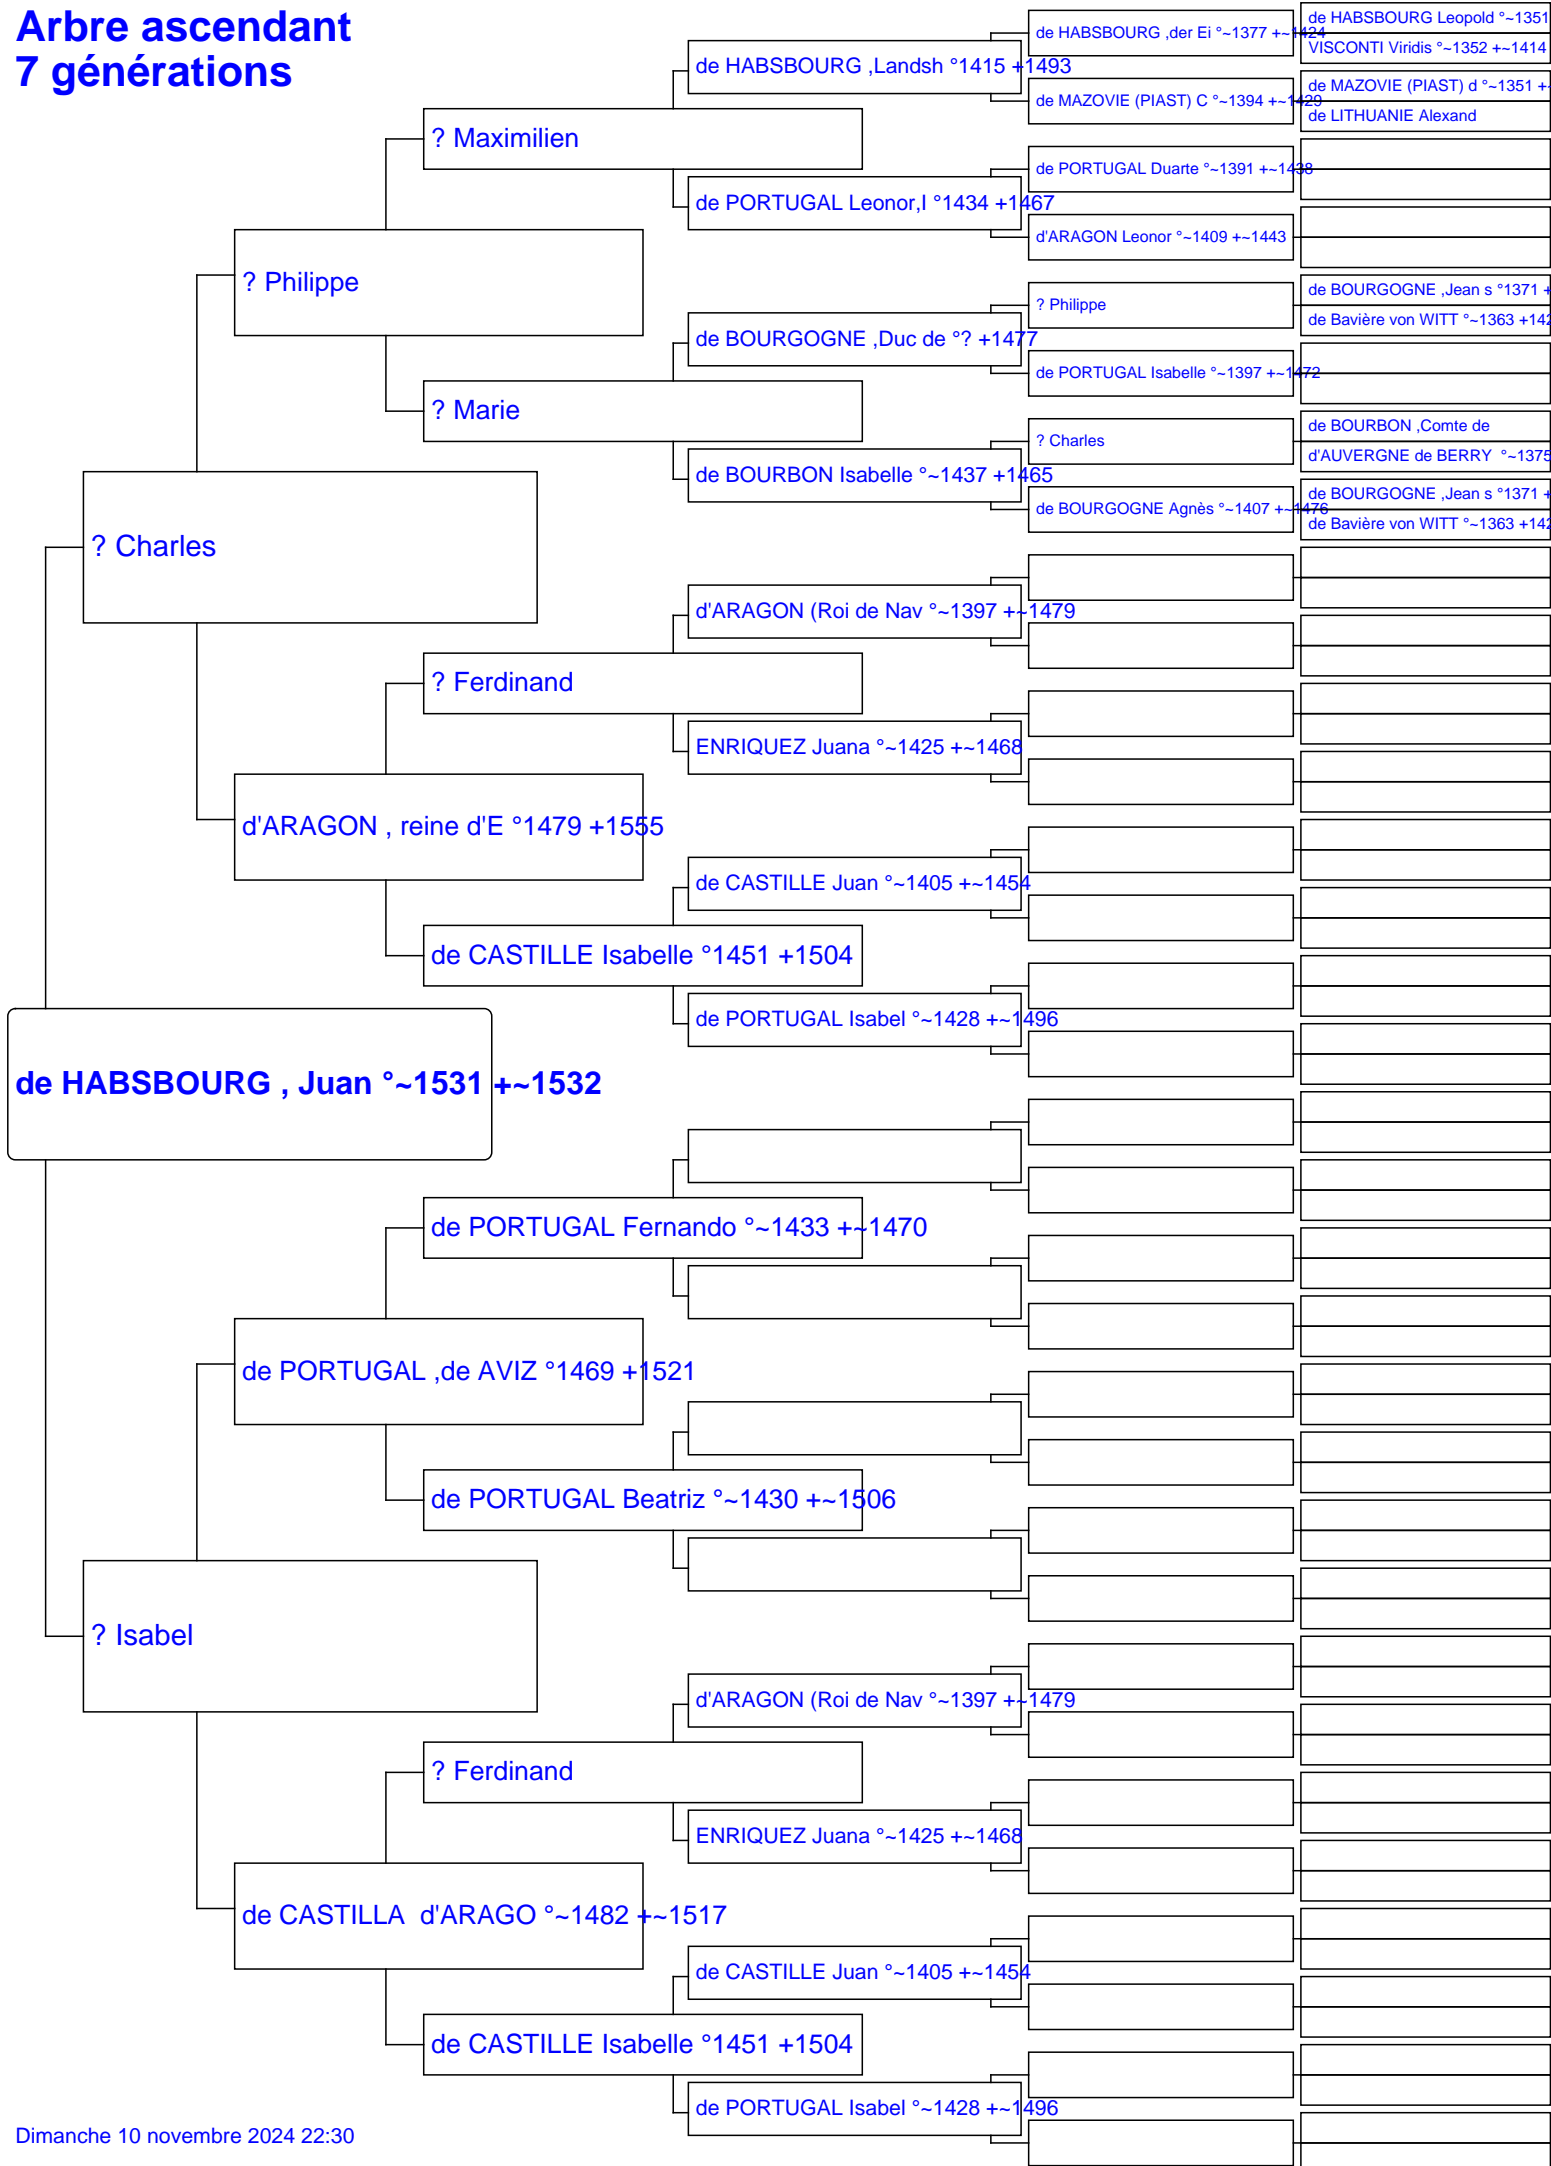 Arbre ascendant
7 générations
de HABSBOURG ,der Ei °~1377 +~1424
de HABSBOURG Leopold °~1351
VISCONTI Viridis °~1352 +~1414
de HABSBOURG ,Landsh °1415 +1493
de MAZOVIE (PIAST) C °~1394 +~1429
de MAZOVIE (PIAST) d °~1351 +~
de LITHUANIE Alexand
? Maximilien
de PORTUGAL Duarte °~1391 +~1438
de PORTUGAL Leonor,I °1434 +1467
d'ARAGON Leonor °~1409 +~1443
? Philippe
de BOURGOGNE ,Jean s °1371 +
de Bavière von WITT °~1363 +142
? Philippe
de BOURGOGNE ,Duc de °? +1477
de PORTUGAL Isabelle °~1397 +~1472
? Marie
de BOURBON ,Comte de
d'AUVERGNE de BERRY  °~1375
? Charles
de BOURBON Isabelle °~1437 +1465
de BOURGOGNE Agnès °~1407 +~1476
de BOURGOGNE ,Jean s °1371 +
de Bavière von WITT °~1363 +142
? Charles
d'ARAGON (Roi de Nav °~1397 +~1479
? Ferdinand
ENRIQUEZ Juana °~1425 +~1468
d'ARAGON , reine d'E °1479 +1555
de CASTILLE Juan °~1405 +~1454
de CASTILLE Isabelle °1451 +1504
de PORTUGAL Isabel °~1428 +~1496
de HABSBOURG , Juan °~1531 +~1532
de PORTUGAL Fernando °~1433 +~1470
de PORTUGAL ,de AVIZ °1469 +1521
de PORTUGAL Beatriz °~1430 +~1506
? Isabel
d'ARAGON (Roi de Nav °~1397 +~1479
? Ferdinand
ENRIQUEZ Juana °~1425 +~1468
de CASTILLA  d'ARAGO °~1482 +~1517
de CASTILLE Juan °~1405 +~1454
de CASTILLE Isabelle °1451 +1504
de PORTUGAL Isabel °~1428 +~1496
Dimanche 10 novembre 2024 22:30